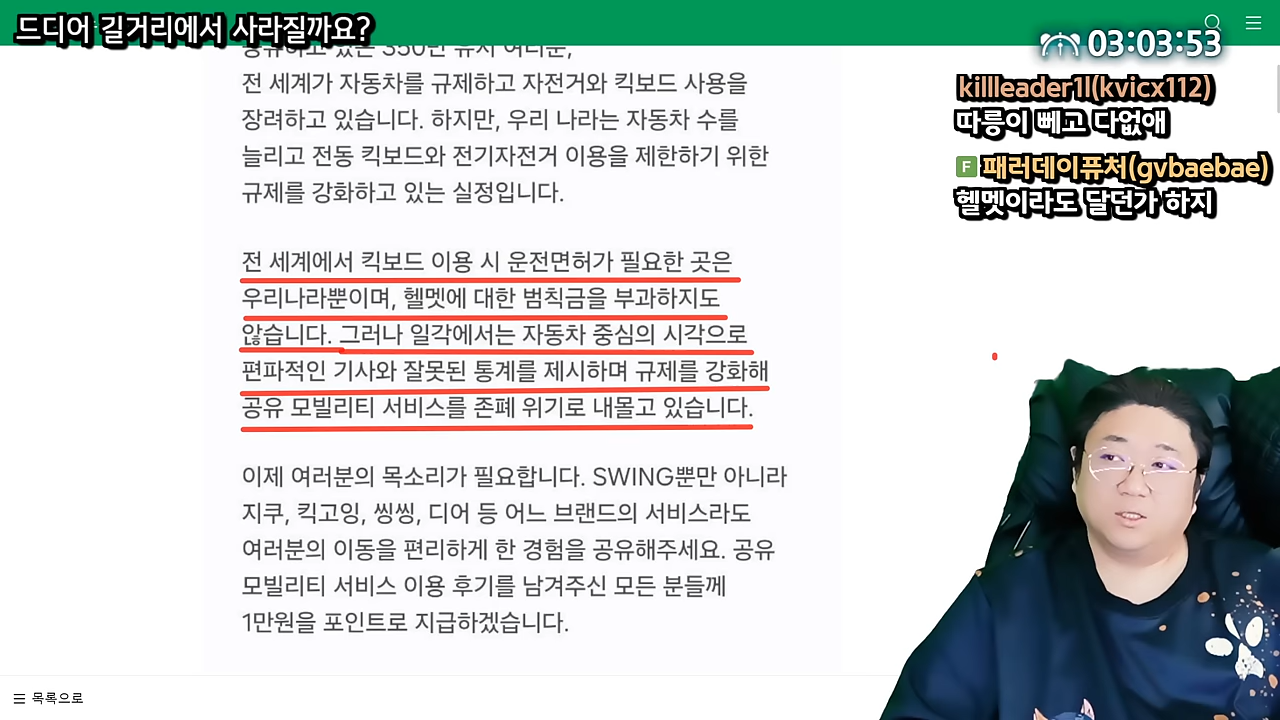 드디어 길거리에서 사라질까요?
03:03:53
killleader1l(kvicx112)
따릉이 빼고 다없애
F 패러데이퓨처(gvbaebae)
헬멧이라도 달던가 하지
공유하고 있는 350만 유저 여러분,
전 세계가 자동차를 규제하고 자전거와 킥보드 사용을
장려하고 있습니다. 하지만, 우리 나라는 자동차 수를
늘리고 전동 킥보드와 전기자전거 이용을 제한하기 위한
규제를 강화하고 있는 실정입니다.
전 세계에서 킥보드 이용 시 운전면허가 필요한 곳은
우리나라뿐이며, 헬멧에 대한 범칙금을 부과하지도
않습니다. 그러나 일각에서는 자동차 중심의 시각으로
편파적인 기사와 잘못된 통계를 제시하며 규제를 강화해
공유 모빌리티 서비스를 존폐 위기로 내몰고 있습니다.
이제 여러분의 목소리가 필요합니다. SWING뿐만 아니라
지쿠, 킥고잉, 씽씽, 디어 등 어느 브랜드의 서비스라도
여러분의 이동을 편리하게 한 경험을 공유해주세요. 공유
모빌리티 서비스 이용 후기를 남겨주신 모든 분들께
1만원을 포인트로 지급하겠습니다.
목록으로